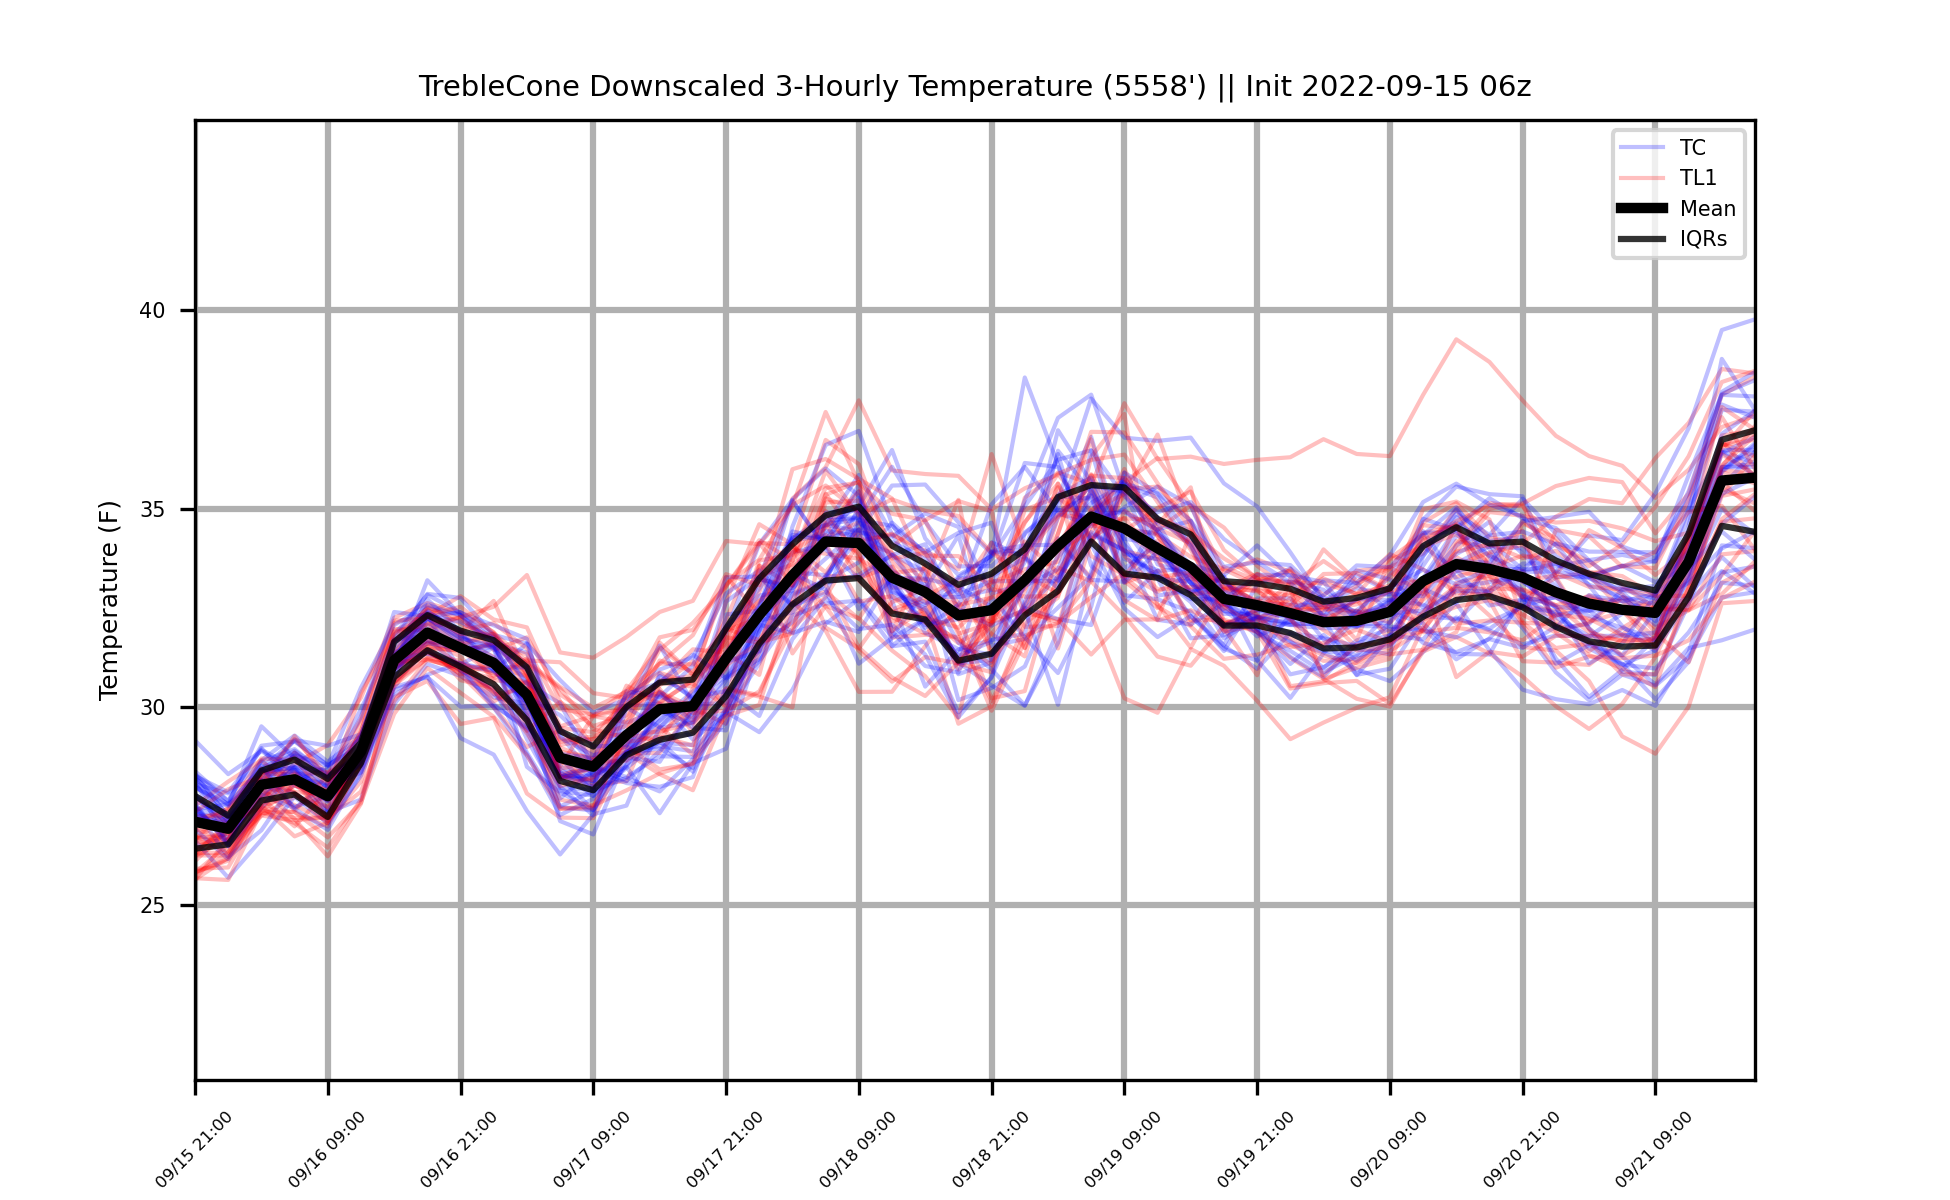 TrebleCone Downscaled 3-Hourly Temperature (5558') || Init 2022-09-15 06z
TC
TL1
Mean
IQRs
Temperature (F)
40
35
30
25
09/15 21:00
09/16 09:00
09/16 21:00
09/17 09:00
09/17 21:00
09/18 09:00
09/18 21:00
09/19 09:00
09/19 21:00
09/20 09:00
09/20 21:00
09/21 09:00